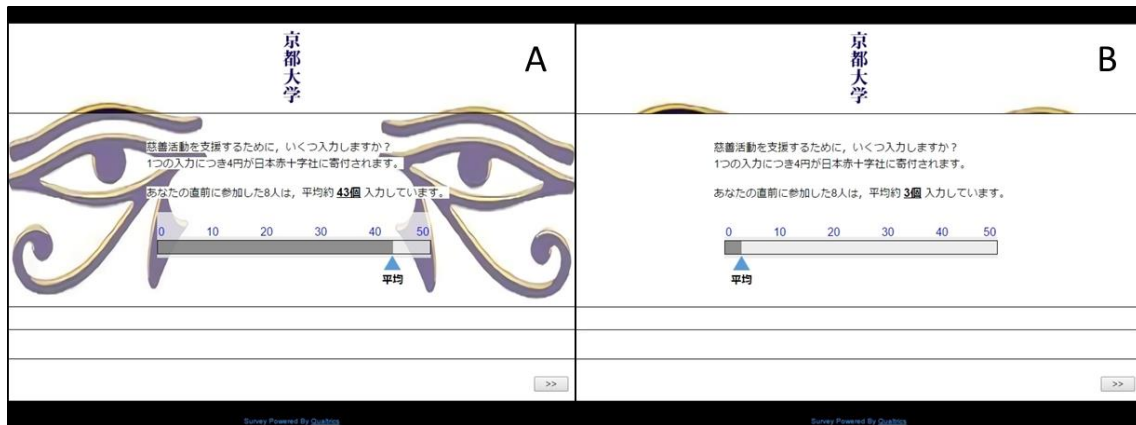 京都大学
A
慈善活動を支援するために，いくつ入力しますか？
1つの入力につき4円が日本赤十字社に寄付されます。
あなたの直前に参加した8人は，平均約 43個 入力しています。
0 10 20 30 40 50
平均
>>
Survey Powered By Qualtrics
京都大学
B
慈善活動を支援するために，いくつ入力しますか？
1つの入力につき4円が日本赤十字社に寄付されます。
あなたの直前に参加した8人は，平均約 3個 入力しています。
0 10 20 30 40 50
平均
>>
Survey Powered By Qualtrics